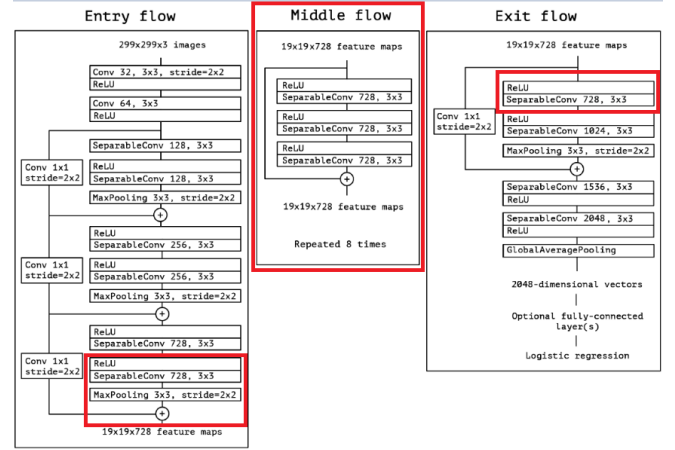 Entry flow
299x299x3 images
Conv 32, 3x3, stride=2x2
ReLU
Conv 64, 3x3
ReLU
SeparableConv 128, 3x3
Conv 1x1
stride=2x2
ReLU
SeparableConv 128, 3x3
MaxPooling 3x3, stride=2x2
+
ReLU
SeparableConv 256, 3x3
Conv 1x1
stride=2x2
ReLU
SeparableConv 256, 3x3
MaxPooling 3x3, stride=2x2
+
ReLU
SeparableConv 728, 3x3
Conv 1x1
stride=2x2
ReLU
SeparableConv 728, 3x3
MaxPooling 3x3, stride=2x2
+
19x19x728 feature maps
Middle flow
19x19x728 feature maps
ReLU
SeparableConv 728, 3x3
ReLU
SeparableConv 728, 3x3
ReLU
SeparableConv 728, 3x3
+
19x19x728 feature maps
Repeated 8 times
Exit flow
19x19x728 feature maps
ReLU
SeparableConv 728, 3x3
Conv 1x1
stride=2x2
ReLU
SeparableConv 1024, 3x3
MaxPooling 3x3, stride=2x2
+
SeparableConv 1536, 3x3
ReLU
SeparableConv 2048, 3x3
ReLU
GlobalAveragePooling
2048-dimensional vectors
Optional fully-connected
layer(s)
Logistic regression